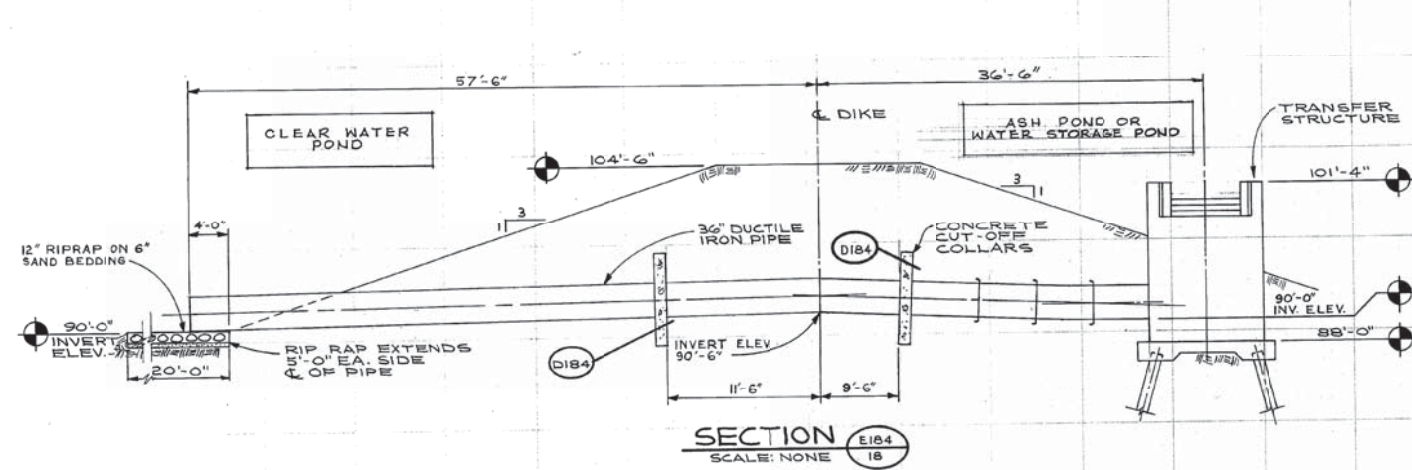 57'-6"
36'-6"
CLEAR WATER
POND
℄ DIKE
ASH POND OR
WATER STORAGE POND
TRANSFER
STRUCTURE
104'-6"
101'-4"
3
1
3
1
4'-0"
12" RIPRAP ON 6"
SAND BEDDING
36" DUCTILE
IRON PIPE
D184
CONCRETE
CUT-OFF
COLLARS
90'-0"
INVERT
ELEV.
90'-0"
INV. ELEV.
88'-0"
RIP RAP EXTENDS
5'-0" EA. SIDE
℄ OF PIPE
20'-0"
D184
INVERT ELEV
90'-6"
11'-6"
9'-6"
SECTION
E184
18
SCALE: NONE